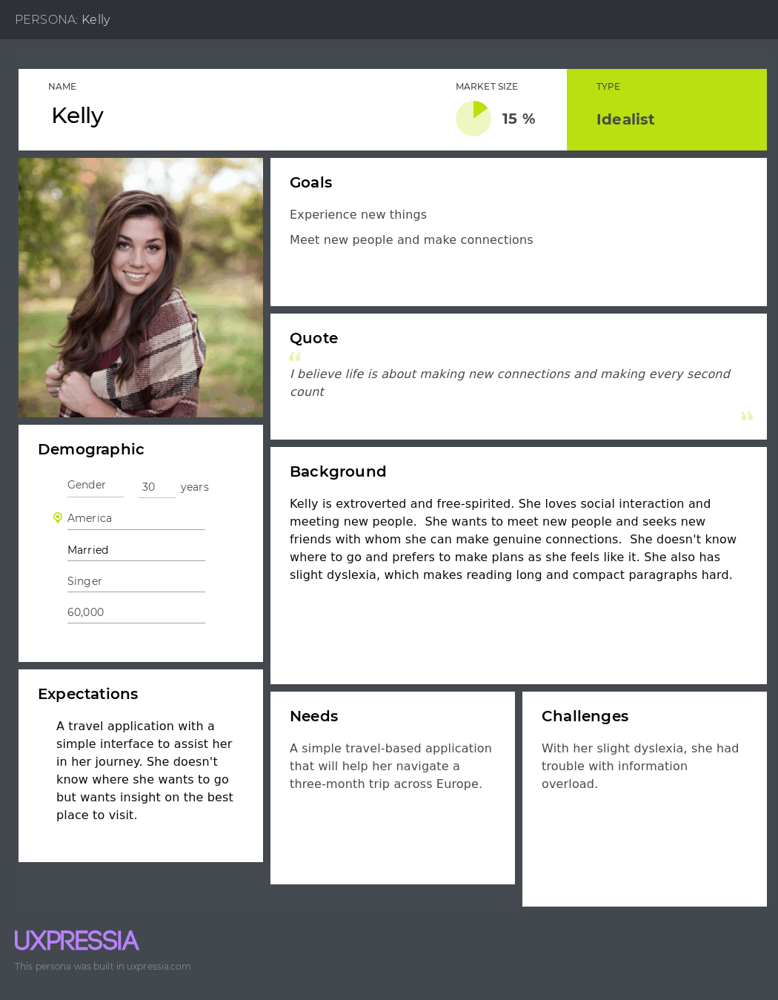 PERSONA: Kelly
NAME
Kelly
MARKET SIZE
15 %
TYPE
Idealist
Goals
Experience new things
Meet new people and make connections
Quote
“
I believe life is about making new connections and making every second
count
”
Demographic
Gender
30 years
America
Married
Singer
60,000
Background
Kelly is extroverted and free-spirited. She loves social interaction and
meeting new people.  She wants to meet new people and seeks new
friends with whom she can make genuine connections.  She doesn't know
where to go and prefers to make plans as she feels like it. She also has
slight dyslexia, which makes reading long and compact paragraphs hard.
Expectations
A travel application with a
simple interface to assist her
in her journey. She doesn't
know where she wants to go
but wants insight on the best
place to visit.
Needs
A simple travel-based application
that will help her navigate a
three-month trip across Europe.
Challenges
With her slight dyslexia, she had
trouble with information
overload.
UXPRESSIA
This persona was built in uxpressia.com